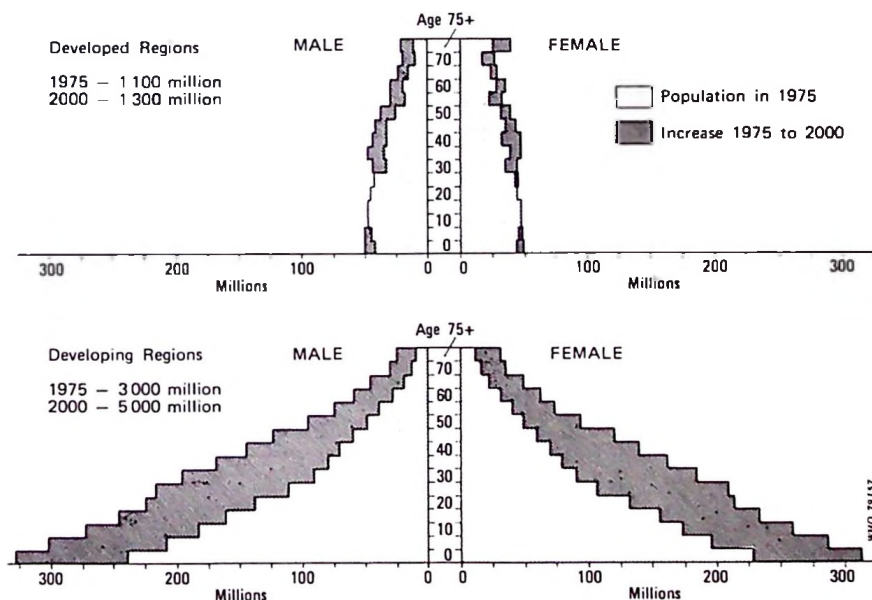 Age 75+
Developed Regions
MALE
FEMALE
1975 – 1 100 million
2000 – 1 300 million
Population in 1975
Increase 1975 to 2000
70
60
50
40
30
20
10
0
300 200 100 0 0 100 200 300
Millions Millions
Age 75+
Developing Regions
MALE
FEMALE
1975 – 3 000 million
2000 – 5 000 million
70
60
50
40
30
20
10
0
300 200 100 0 0 100 200 300
Millions Millions